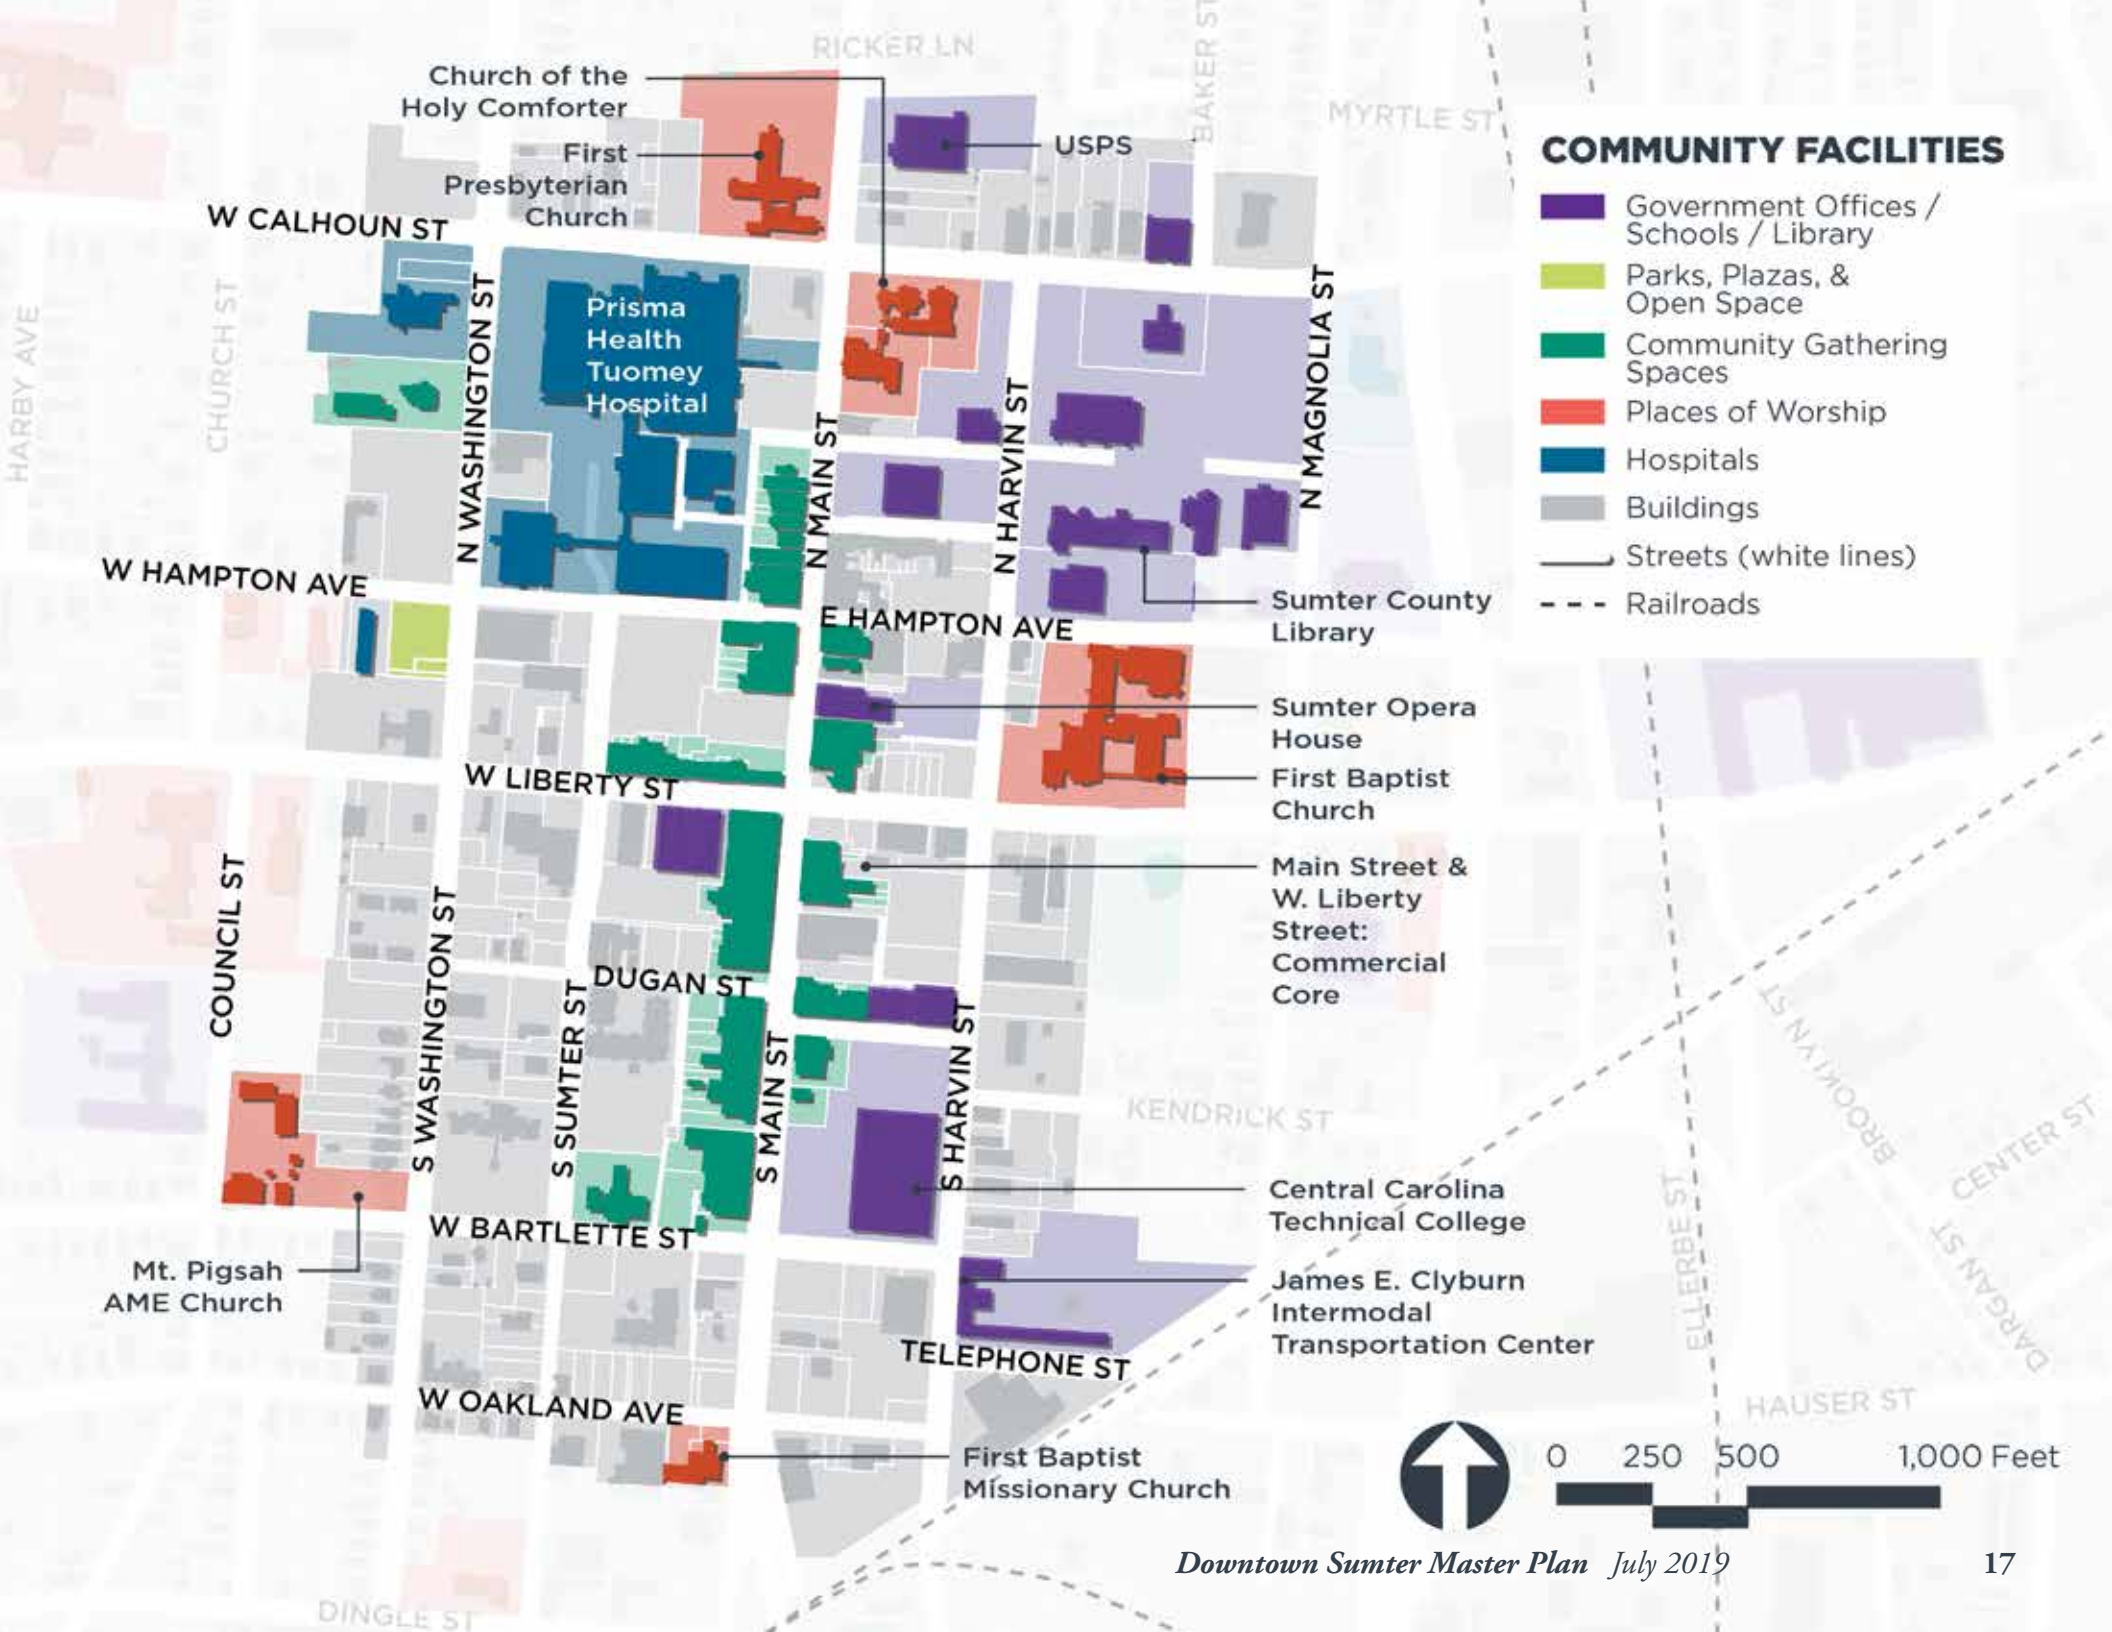 RICKER LN
BAKER ST
MYRTLE ST
Church of the
Holy Comforter
First
Presbyterian
Church
USPS
W CALHOUN ST
HARBY AVE
CHURCH ST
N WASHINGTON ST
Prisma
Health
Tuomey
Hospital
N MAIN ST
N HARVIN ST
N MAGNOLIA ST
COMMUNITY FACILITIES
Government Offices /
Schools / Library
Parks, Plazas, &
Open Space
Community Gathering
Spaces
Places of Worship
Hospitals
Buildings
Streets (white lines)
Railroads
W HAMPTON AVE
E HAMPTON AVE
Sumter County
Library
Sumter Opera
House
First Baptist
Church
W LIBERTY ST
Main Street &
W. Liberty
Street:
Commercial
Core
COUNCIL ST
S WASHINGTON ST
S SUMTER ST
DUGAN ST
S MAIN ST
S HARVIN ST
KENDRICK ST
BROOKLYN ST
CENTER ST
DARGAN ST
ELLERBE ST
HAUSER ST
Central Carolina
Technical College
W BARTLETTE ST
Mt. Pigsah
AME Church
James E. Clyburn
Intermodal
Transportation Center
TELEPHONE ST
W OAKLAND AVE
First Baptist
Missionary Church
0 250 500 1,000 Feet
Downtown Sumter Master Plan July 2019 17
DINGLE ST